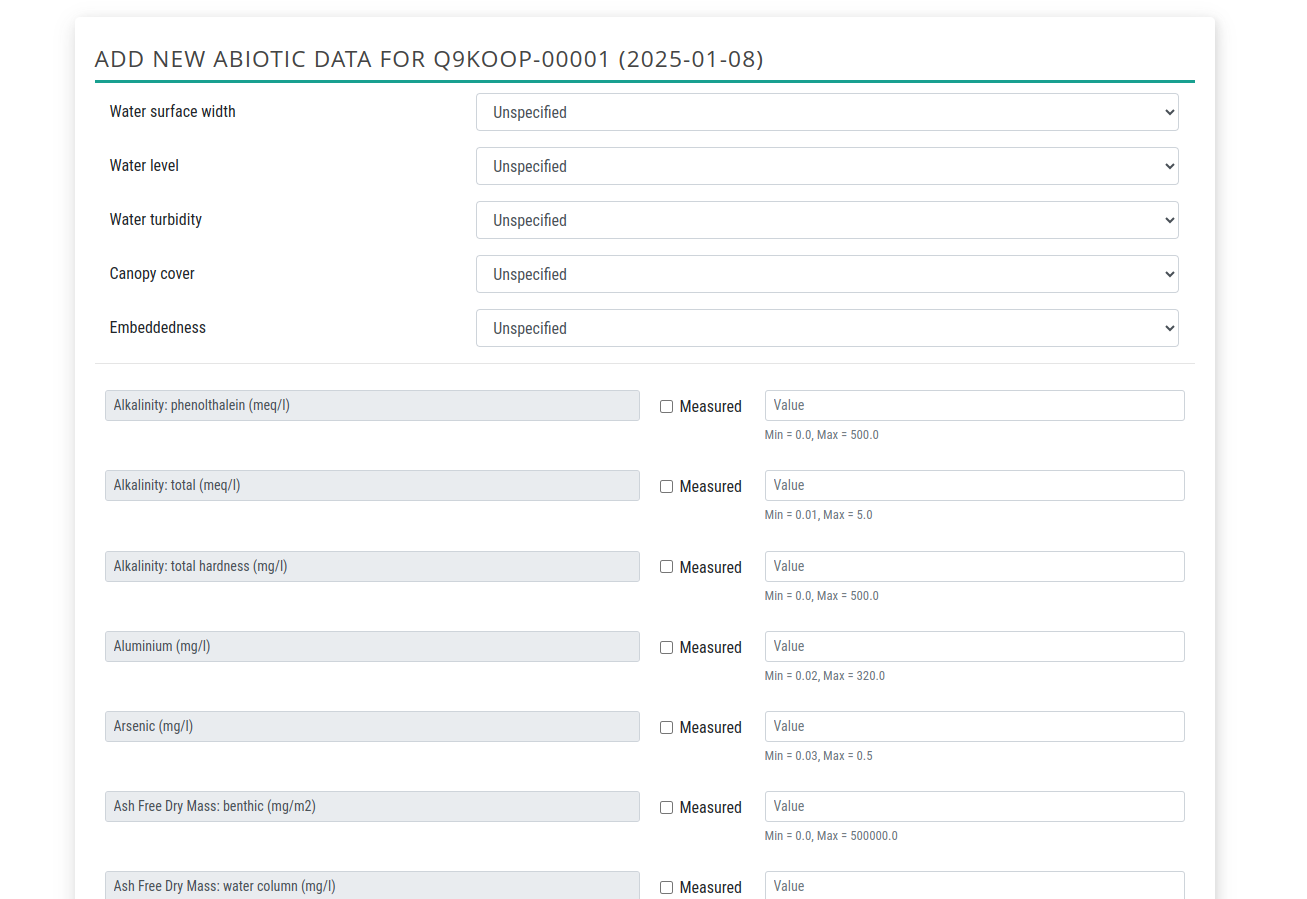 ADD NEW ABIOTIC DATA FOR Q9KOOP-00001 (2025-01-08)
Water surface width Unspecified
Water level Unspecified
Water turbidity Unspecified
Canopy cover Unspecified
Embeddedness Unspecified
Alkalinity: phenolthalein (meq/l) Measured Value
Min = 0.0, Max = 500.0
Alkalinity: total (meq/l) Measured Value
Min = 0.01, Max = 5.0
Alkalinity: total hardness (mg/l) Measured Value
Min = 0.0, Max = 500.0
Aluminium (mg/l) Measured Value
Min = 0.02, Max = 320.0
Arsenic (mg/l) Measured Value
Min = 0.03, Max = 0.5
Ash Free Dry Mass: benthic (mg/m2) Measured Value
Min = 0.0, Max = 500000.0
Ash Free Dry Mass: water column (mg/l) Measured Value